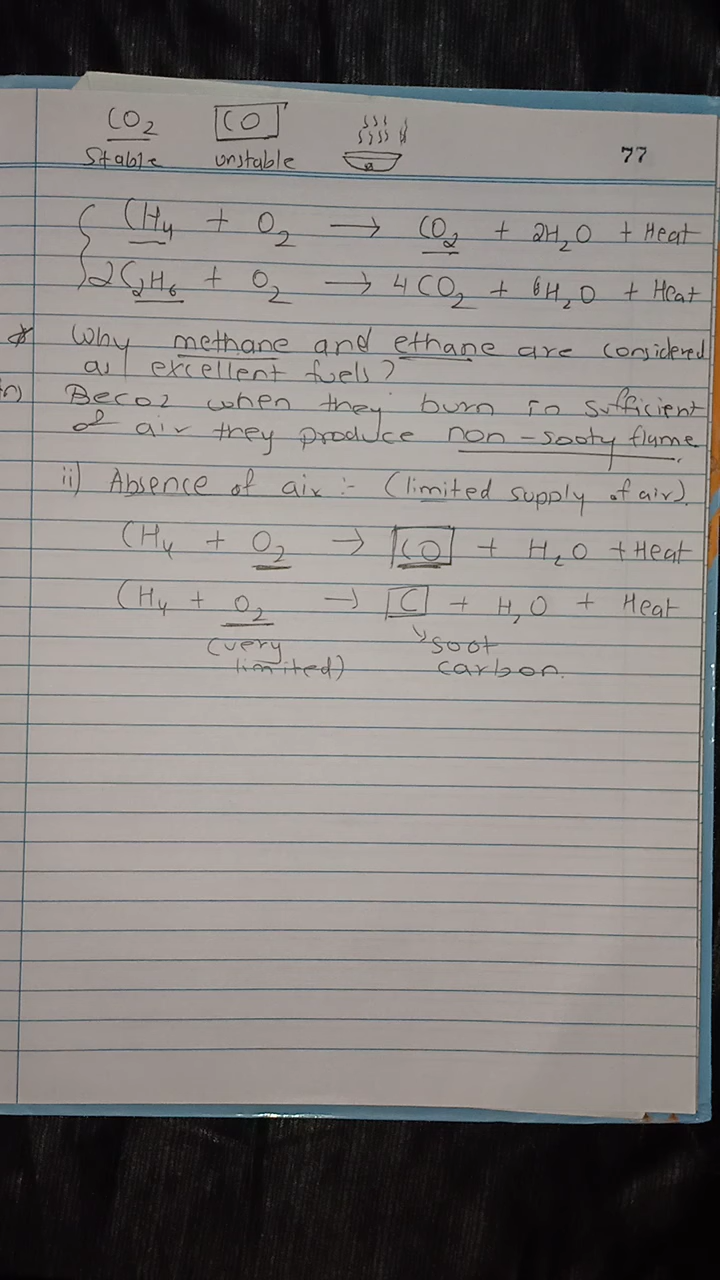 CO₂ CO
Stable unstable 77
CH₄ + O₂ → CO₂ + 2H₂O + Heat
2C₂H₆ + O₂ → 4CO₂ + 6H₂O + Heat
* Why methane and ethane are considered
as excellent fuels?
Becoz when they burn in sufficient
of air they produce non-sooty flame.
ii) Absence of air :- (limited supply of air).
CH₄ + O₂ → CO + H₂O + Heat
CH₄ + O₂ → C + H₂O + Heat
(very soot
limited) carbon.